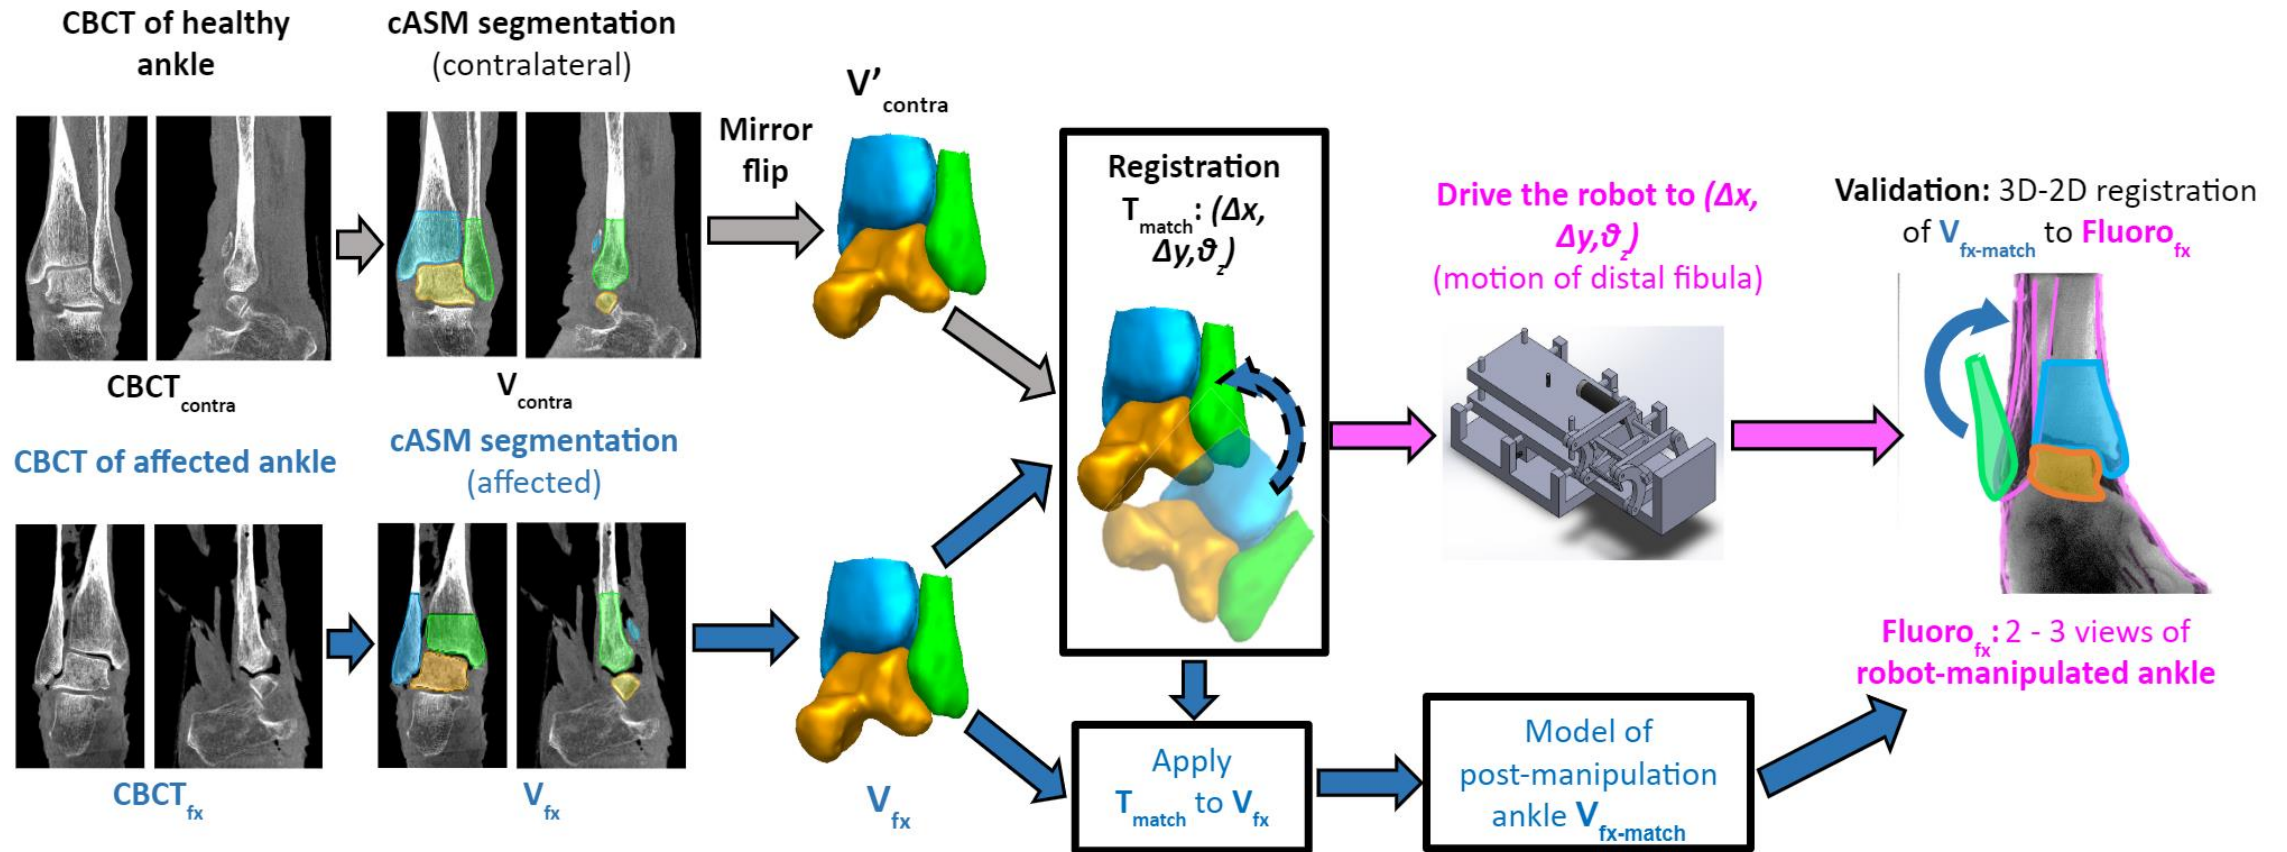 CBCT of healthy
ankle
cASM segmentation
(contralateral)
CBCTcontra
Vcontra
Mirror
flip
V’contra
CBCT of affected ankle
cASM segmentation
(affected)
CBCTfx
Vfx
Vfx
Registration
Tmatch: (Δx,
Δy,ϑz)
Apply
Tmatch to Vfx
Model of
post-manipulation
ankle Vfx-match
Drive the robot to (Δx,
Δy,ϑz)
(motion of distal fibula)
Validation: 3D-2D registration
of Vfx-match to Fluorofx
Fluorofx: 2 - 3 views of
robot-manipulated ankle